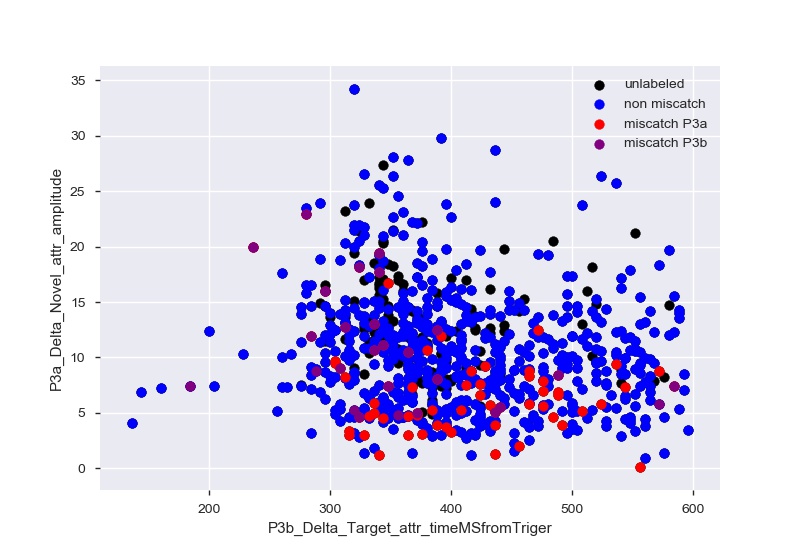 35
30
25
20
15
10
5
0
P3a_Delta_Novel_attr_amplitude
unlabeled
non miscatch
miscatch P3a
miscatch P3b
200 300 400 500 600
P3b_Delta_Target_attr_timeMSfromTriger